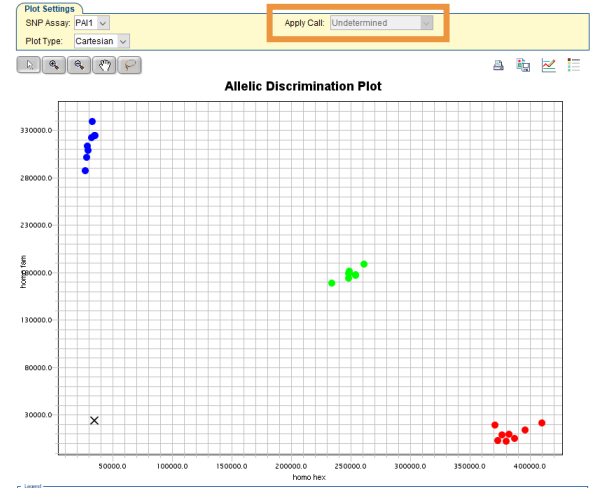 Plot Settings
SNP Assay: PAI1
Apply Call: Undetermined
Plot Type: Cartesian
Allelic Discrimination Plot
330000.0
280000.0
230000.0
180000.0
130000.0
80000.0
30000.0
homo fam
50000.0 100000.0 150000.0 200000.0 250000.0 300000.0 350000.0 400000.0
homo hex
Legend